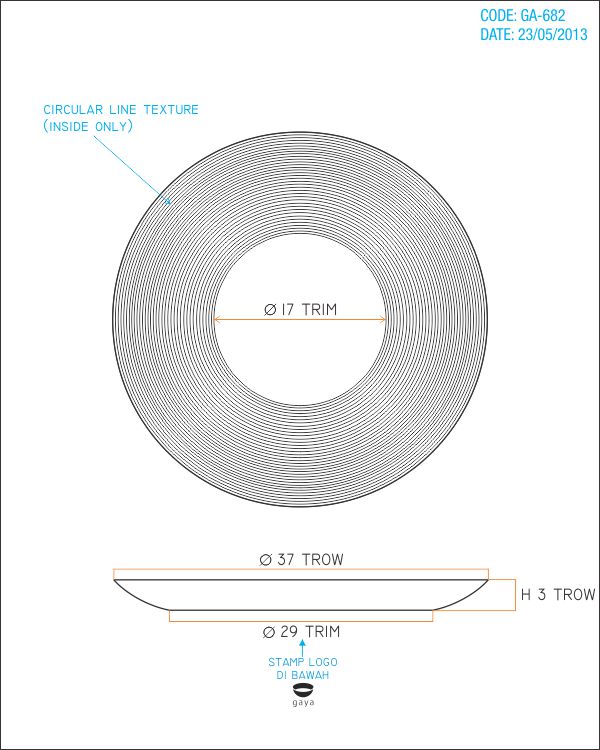 CODE: GA-682
DATE: 23/05/2013
CIRCULAR LINE TEXTURE
(INSIDE ONLY)
Ø 17 TRIM
Ø 37 TROW
H 3 TROW
Ø 29 TRIM
STAMP LOGO
DI BAWAH
gaya